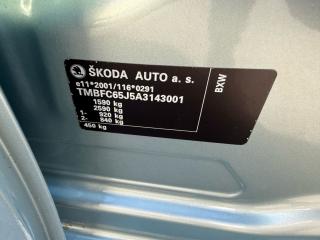 ŠKODA AUTO a. s.
e11*2001/116*0291
TMBFC65J5A3143001
1590 kg
2590 kg
1- 920 kg
2- 840 kg
450 kg
BXW